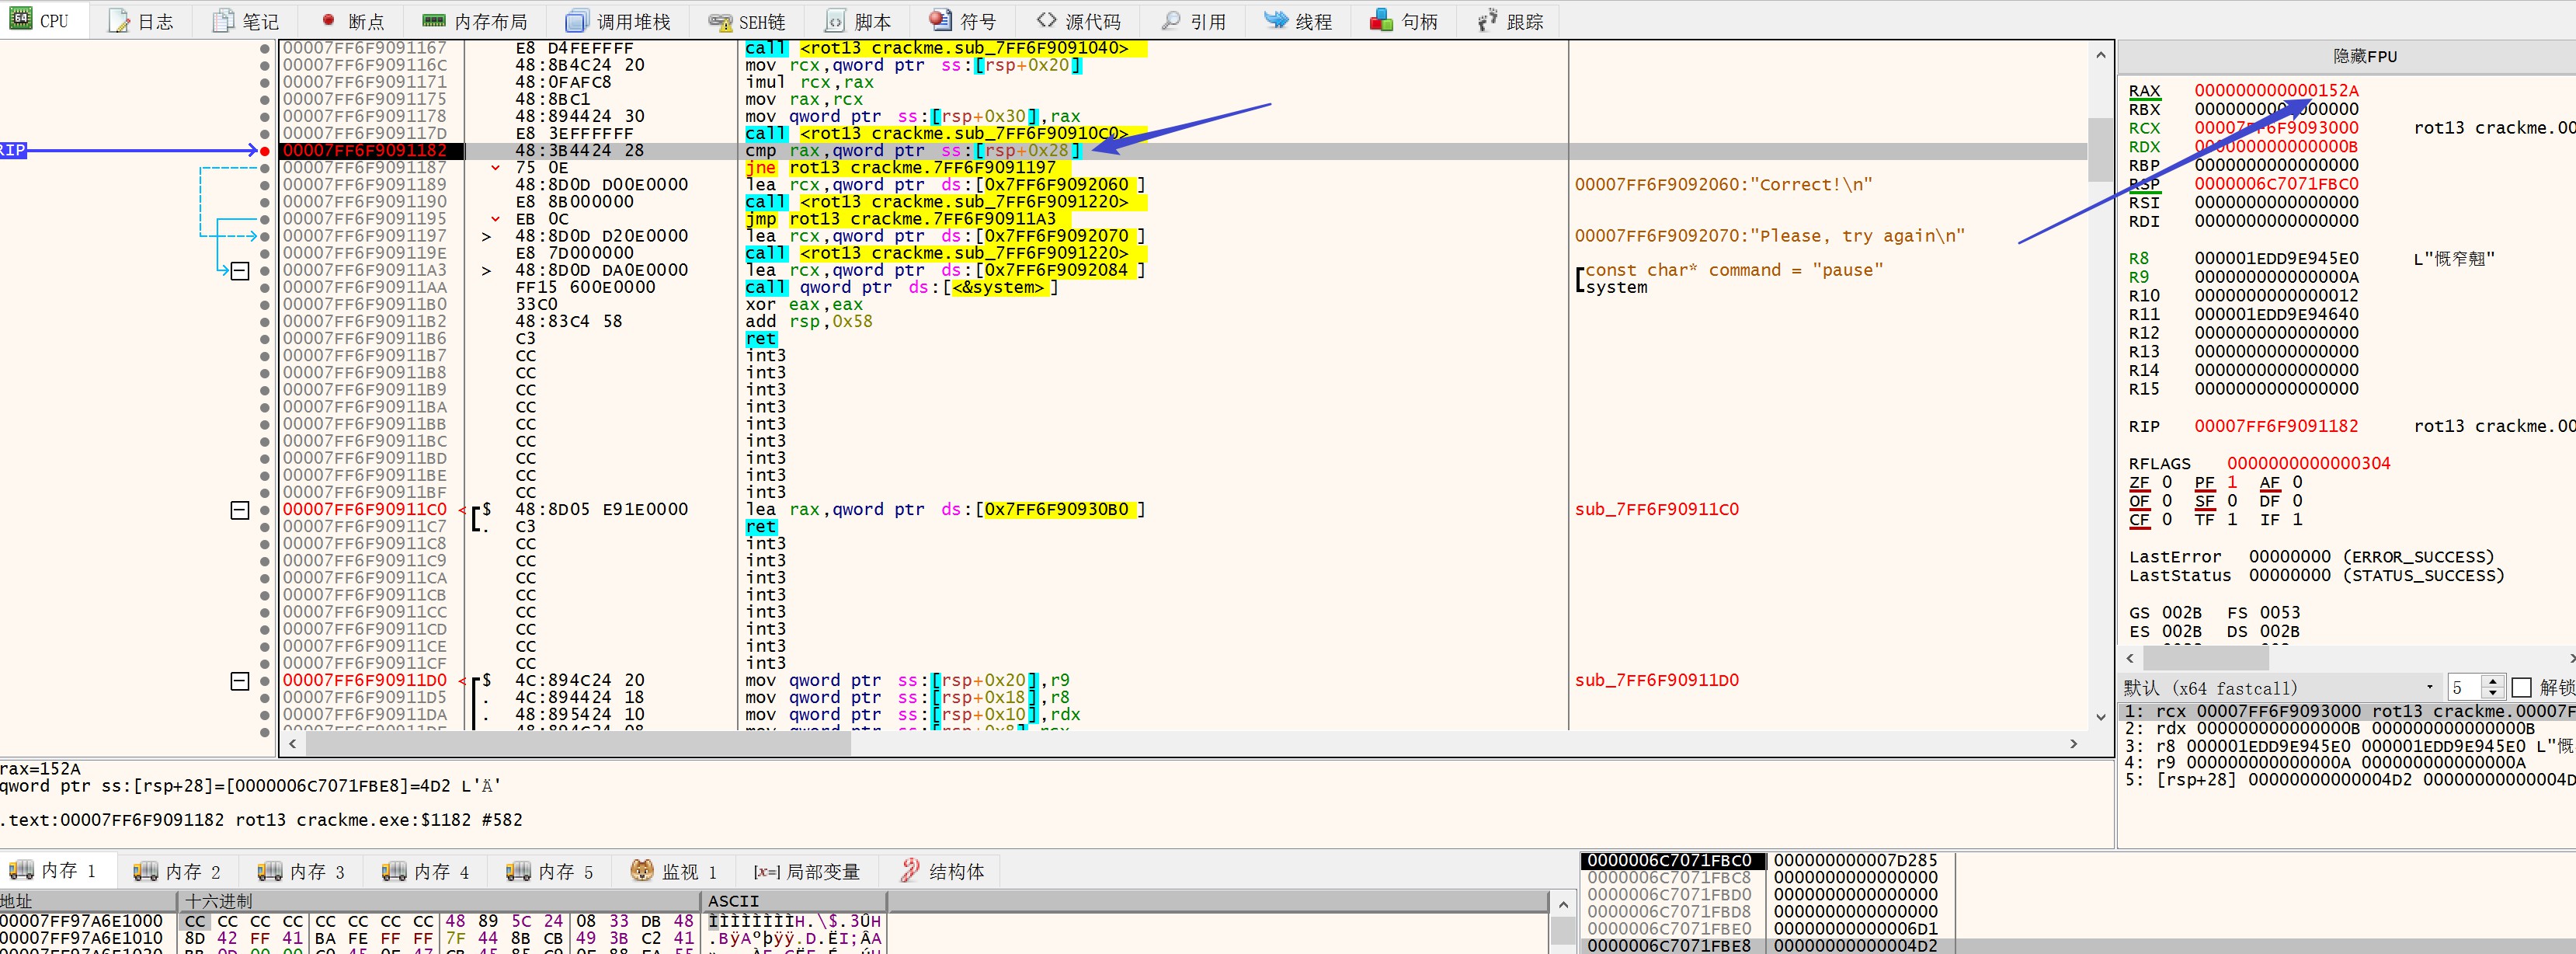 CPU 日志 笔记 断点 内存布局 调用堆栈 SEH链 脚本 符号 源代码 引用 线程 句柄 跟踪
00007FF6F9091167 E8 D4FEFFFF call <rot13 crackme.sub_7FF6F9091040>
00007FF6F909116C 48:8B4C24 20 mov rcx,qword ptr ss:[rsp+0x20]
00007FF6F9091171 48:0FAFC8 imul rcx,rax
00007FF6F9091175 48:8BC1 mov rax,rcx
00007FF6F9091178 48:894424 30 mov qword ptr ss:[rsp+0x30],rax
00007FF6F909117D E8 3EFFFFFF call <rot13 crackme.sub_7FF6F90910C0>
RIP 00007FF6F9091182 48:3B4424 28 cmp rax,qword ptr ss:[rsp+0x28]
00007FF6F9091187 75 0E jne rot13 crackme.7FF6F9091197
00007FF6F9091189 48:8D0D D00E0000 lea rcx,qword ptr ds:[0x7FF6F9092060] 00007FF6F9092060:"Correct!\n"
00007FF6F9091190 E8 8B000000 call <rot13 crackme.sub_7FF6F9091220>
00007FF6F9091195 EB 0C jmp rot13 crackme.7FF6F90911A3
00007FF6F9091197 > 48:8D0D D20E0000 lea rcx,qword ptr ds:[0x7FF6F9092070] 00007FF6F9092070:"Please, try again\n"
00007FF6F909119E E8 7D000000 call <rot13 crackme.sub_7FF6F9091220>
00007FF6F90911A3 > 48:8D0D DA0E0000 lea rcx,qword ptr ds:[0x7FF6F9092084] const char* command = "pause"
00007FF6F90911AA FF15 600E0000 call qword ptr ds:[<&system>] system
00007FF6F90911B0 33C0 xor eax,eax
00007FF6F90911B2 48:83C4 58 add rsp,0x58
00007FF6F90911B6 C3 ret
00007FF6F90911B7 CC int3
00007FF6F90911B8 CC int3
00007FF6F90911B9 CC int3
00007FF6F90911BA CC int3
00007FF6F90911BB CC int3
00007FF6F90911BC CC int3
00007FF6F90911BD CC int3
00007FF6F90911BE CC int3
00007FF6F90911BF CC int3
00007FF6F90911C0 < $ 48:8D05 E91E0000 lea rax,qword ptr ds:[0x7FF6F90930B0] sub_7FF6F90911C0
00007FF6F90911C7 . C3 ret
00007FF6F90911C8 CC int3
00007FF6F90911C9 CC int3
00007FF6F90911CA CC int3
00007FF6F90911CB CC int3
00007FF6F90911CC CC int3
00007FF6F90911CD CC int3
00007FF6F90911CE CC int3
00007FF6F90911CF CC int3
00007FF6F90911D0 < $ 4C:894C24 20 mov qword ptr ss:[rsp+0x20],r9 sub_7FF6F90911D0
00007FF6F90911D5 . 4C:894424 18 mov qword ptr ss:[rsp+0x18],r8
00007FF6F90911DA . 48:895424 10 mov qword ptr ss:[rsp+0x10],rdx
隐藏FPU
RAX 000000000000152A
RBX 0000000000000000
RCX 00007FF6F9093000 rot13 crackme.00
RDX 000000000000000B
RBP 0000000000000000
RSP 0000006C7071FBC0
RSI 0000000000000000
RDI 0000000000000000
R8 000001EDD9E945E0 L"慨窄翹"
R9 000000000000000A
R10 0000000000000012
R11 000001EDD9E94640
R12 0000000000000000
R13 0000000000000000
R14 0000000000000000
R15 0000000000000000
RIP 00007FF6F9091182 rot13 crackme.00
RFLAGS 0000000000000304
ZF 0 PF 1 AF 0
OF 0 SF 0 DF 0
CF 0 TF 1 IF 1
LastError 00000000 (ERROR_SUCCESS)
LastStatus 00000000 (STATUS_SUCCESS)
GS 002B FS 0053
ES 002B DS 002B
默认 (x64 fastcall) 5 解锁
1: rcx 00007FF6F9093000 rot13 crackme.00007F
2: rdx 000000000000000B 000000000000000B
3: r8 000001EDD9E945E0 000001EDD9E945E0 L"慨
4: r9 000000000000000A 000000000000000A
5: [rsp+28] 00000000000004D2 00000000000004D
rax=152A
qword ptr ss:[rsp+28]=[0000006C7071FBE8]=4D2 L'Ä'
.text:00007FF6F9091182 rot13 crackme.exe:$1182 #582
内存 1 内存 2 内存 3 内存 4 内存 5 监视 1 [x=] 局部变量 结构体
地址 十六进制 ASCII
00007FF97A6E1000 CC CC CC CC CC CC CC CC 48 89 5C 24 08 33 DB 48 ÌÌÌÌÌÌÌÌH.\$.3ÛH
00007FF97A6E1010 8D 42 FF 41 BA FE FF FF 7F 44 8B CB 49 3B C2 41 .BÿAºþÿÿ.D.ËI;ÂA
0000006C7071FBC0 000000000007D285
0000006C7071FBC8 0000000000000000
0000006C7071FBD0 0000000000000000
0000006C7071FBD8 0000000000000000
0000006C7071FBE0 00000000000006D1
0000006C7071FBE8 00000000000004D2